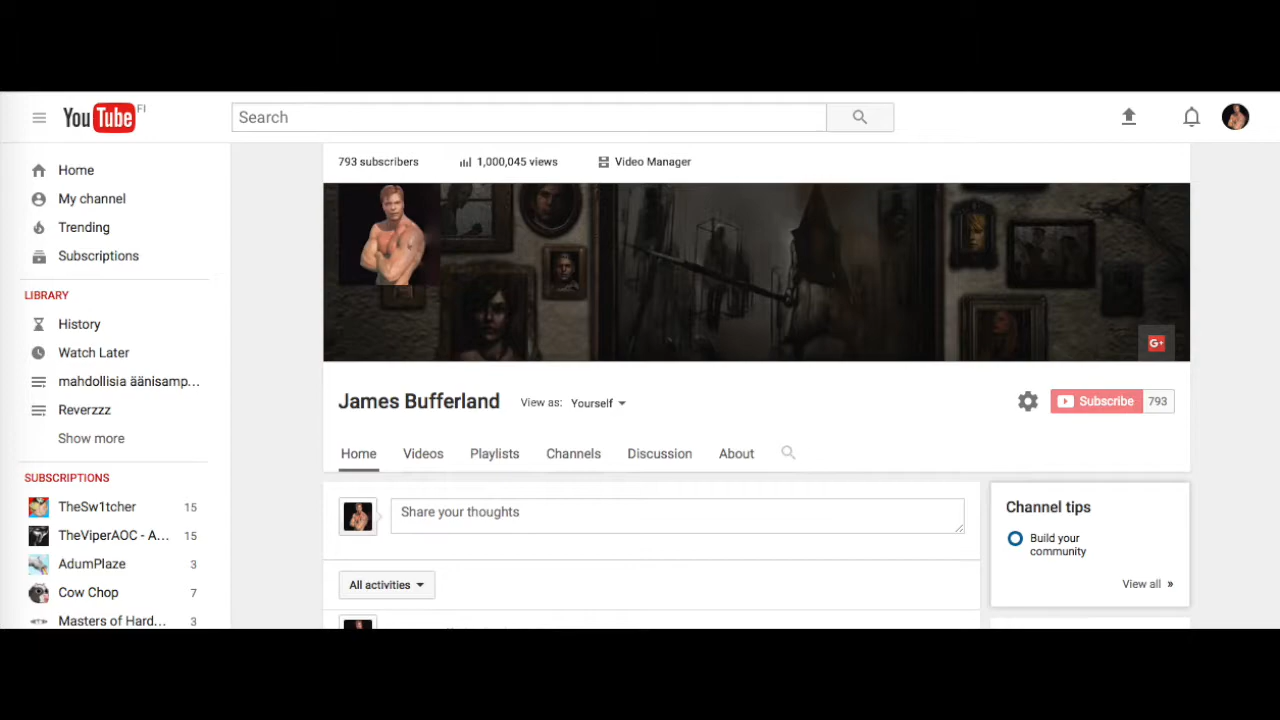 YouTube FI
Search
Home
My channel
Trending
Subscriptions
LIBRARY
History
Watch Later
mahdollisia äänisamp...
Reverzzz
Show more
SUBSCRIPTIONS
TheSw1tcher 15
TheViperAOC - A... 15
AdumPlaze 3
Cow Chop 7
Masters of Hard... 3
793 subscribers 1,000,045 views Video Manager
G+
James Bufferland View as: Yourself
Subscribe 793
Home Videos Playlists Channels Discussion About
Share your thoughts
All activities
Channel tips
Build your
community
View all »